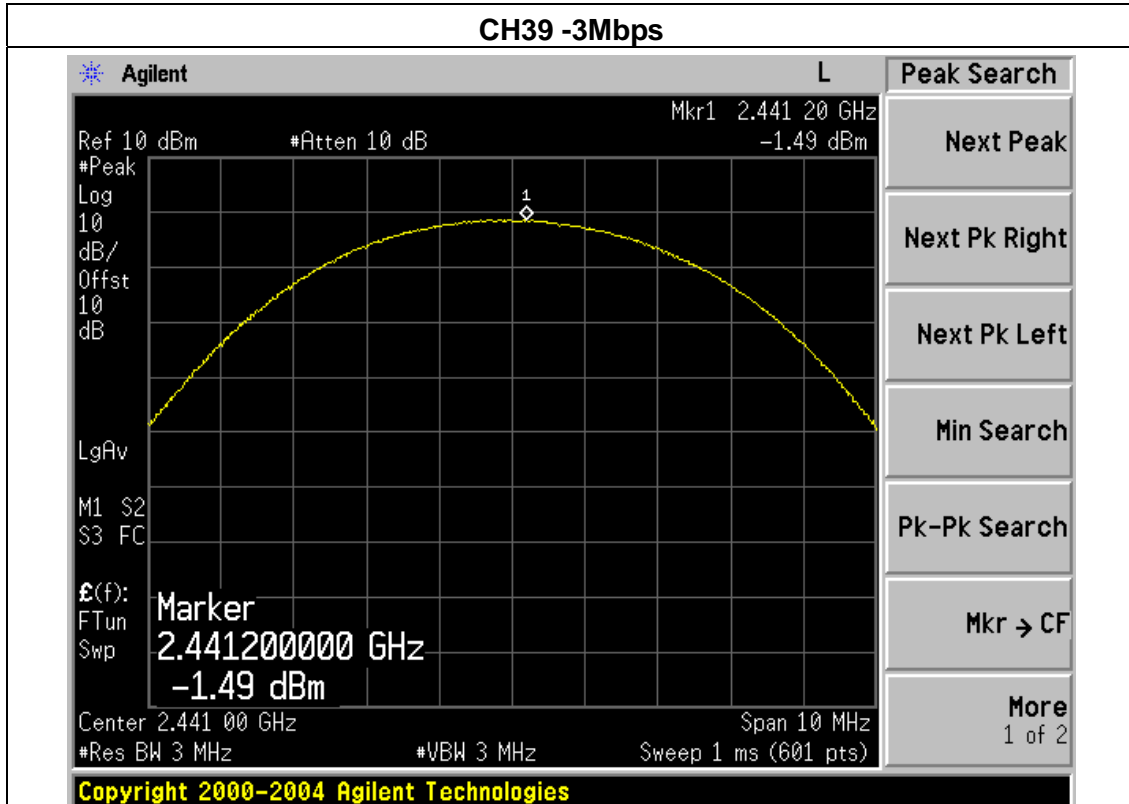 CH39 -3Mbps
Agilent L Peak Search
Mkr1 2.441 20 GHz
Ref 10 dBm #Atten 10 dB -1.49 dBm
#Peak
Log
10
dB/
Offst
10
dB
1
LgAv
M1 S2
S3 FC
£(f):
FTun
Swp
Marker
2.441200000 GHz
-1.49 dBm
Center 2.441 00 GHz Span 10 MHz
#Res BW 3 MHz #VBW 3 MHz Sweep 1 ms (601 pts)
Copyright 2000-2004 Agilent Technologies
Next Peak
Next Pk Right
Next Pk Left
Min Search
Pk-Pk Search
Mkr → CF
More
1 of 2